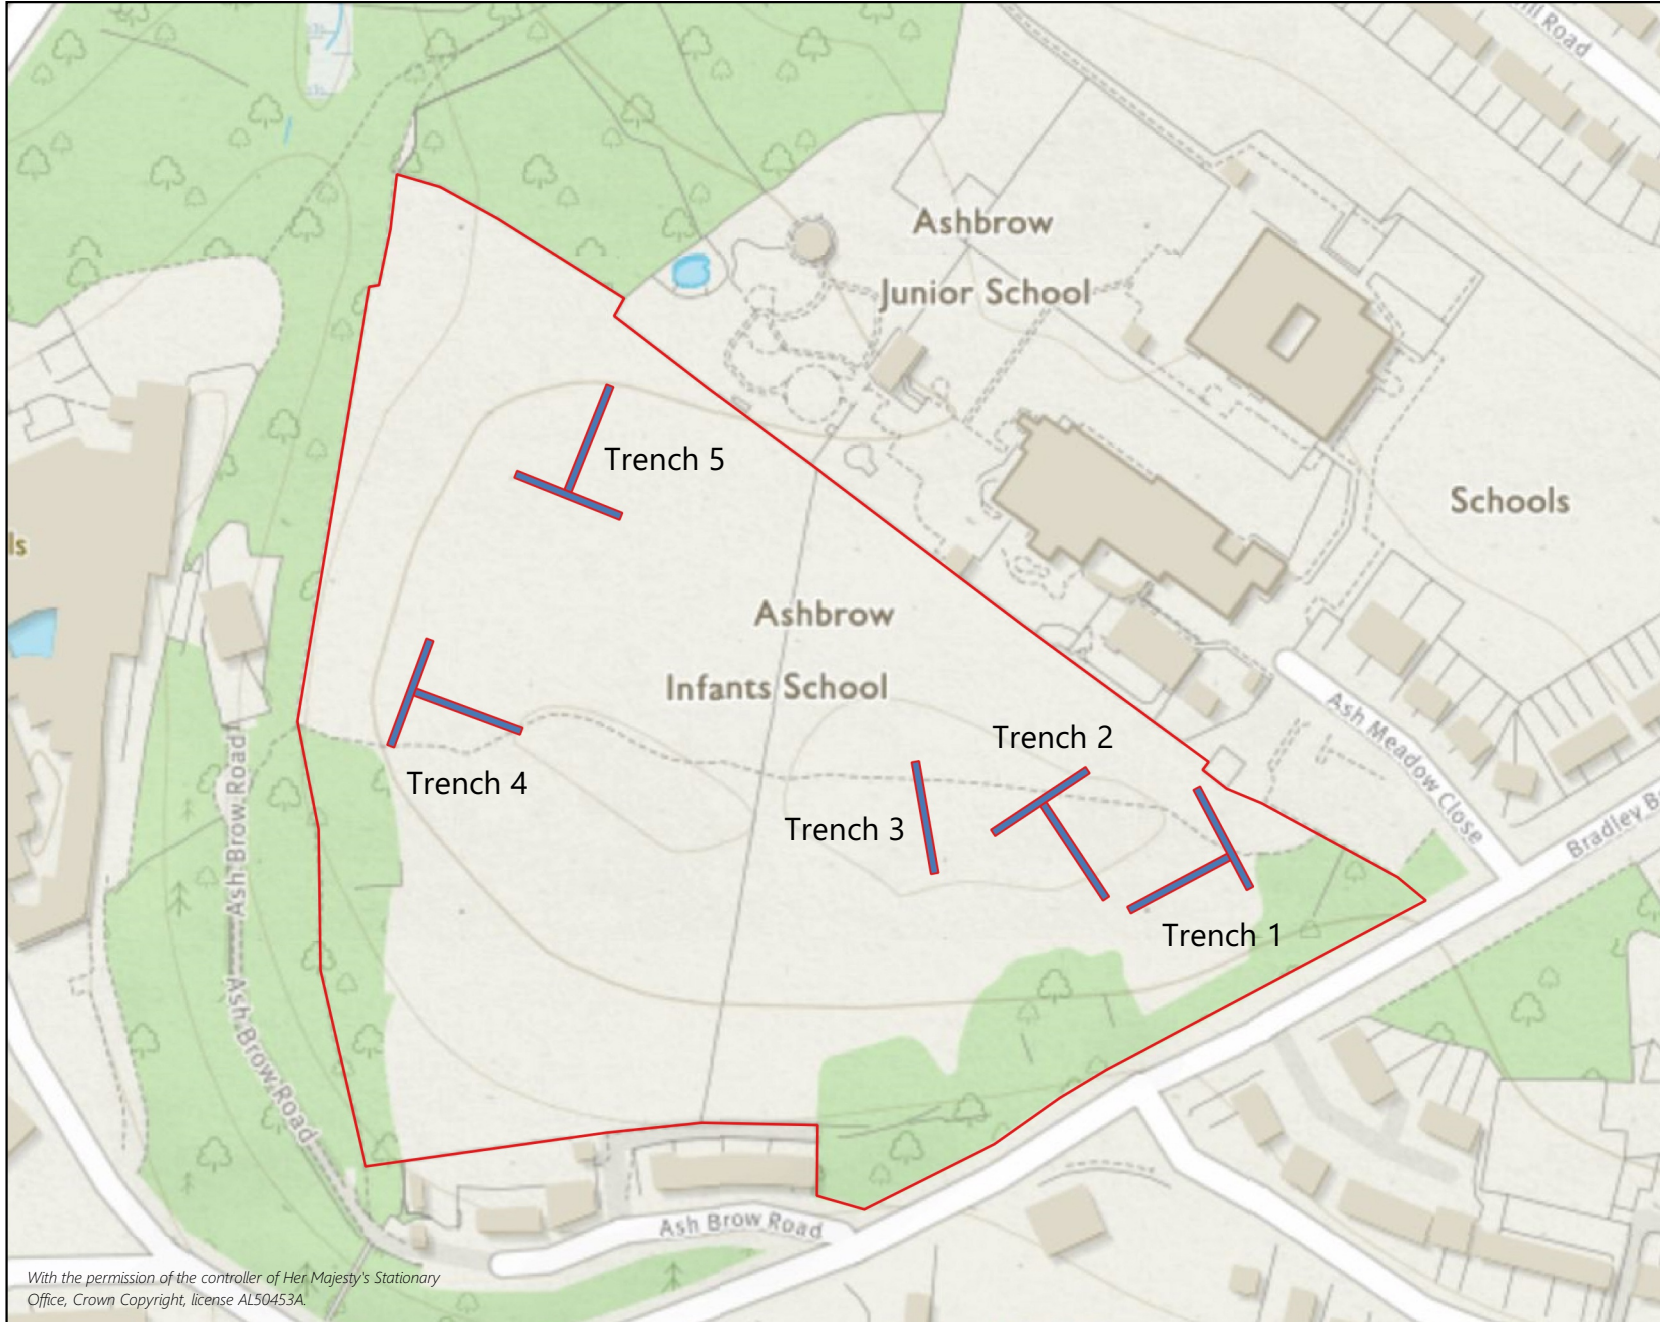 Ashbrow
Junior School
Schools
ls
Trench 5
Ashbrow
Infants School
Trench 4
Trench 2
Trench 3
Trench 1
Ash Meadow Close
Ash Brow Road
Ash Brow Road
Ash Brow Road
With the permission of the controller of Her Majesty's Stationary
Office, Crown Copyright, license AL50453A.